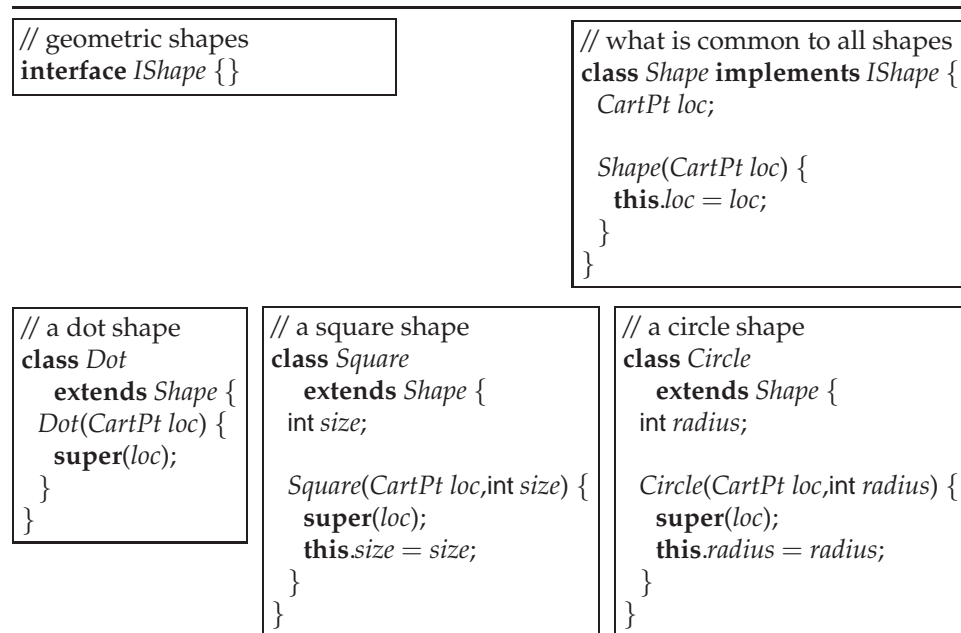 // geometric shapes
interface IShape {}
// what is common to all shapes
class Shape implements IShape {
CartPt loc;
Shape(CartPt loc) {
this.loc = loc;
}
}
// a dot shape
class Dot
extends Shape {
Dot(CartPt loc) {
super(loc);
}
}
// a square shape
class Square
extends Shape {
int size;
Square(CartPt loc,int size) {
super(loc);
this.size = size;
}
}
// a circle shape
class Circle
extends Shape {
int radius;
Circle(CartPt loc,int radius) {
super(loc);
this.radius = radius;
}
}